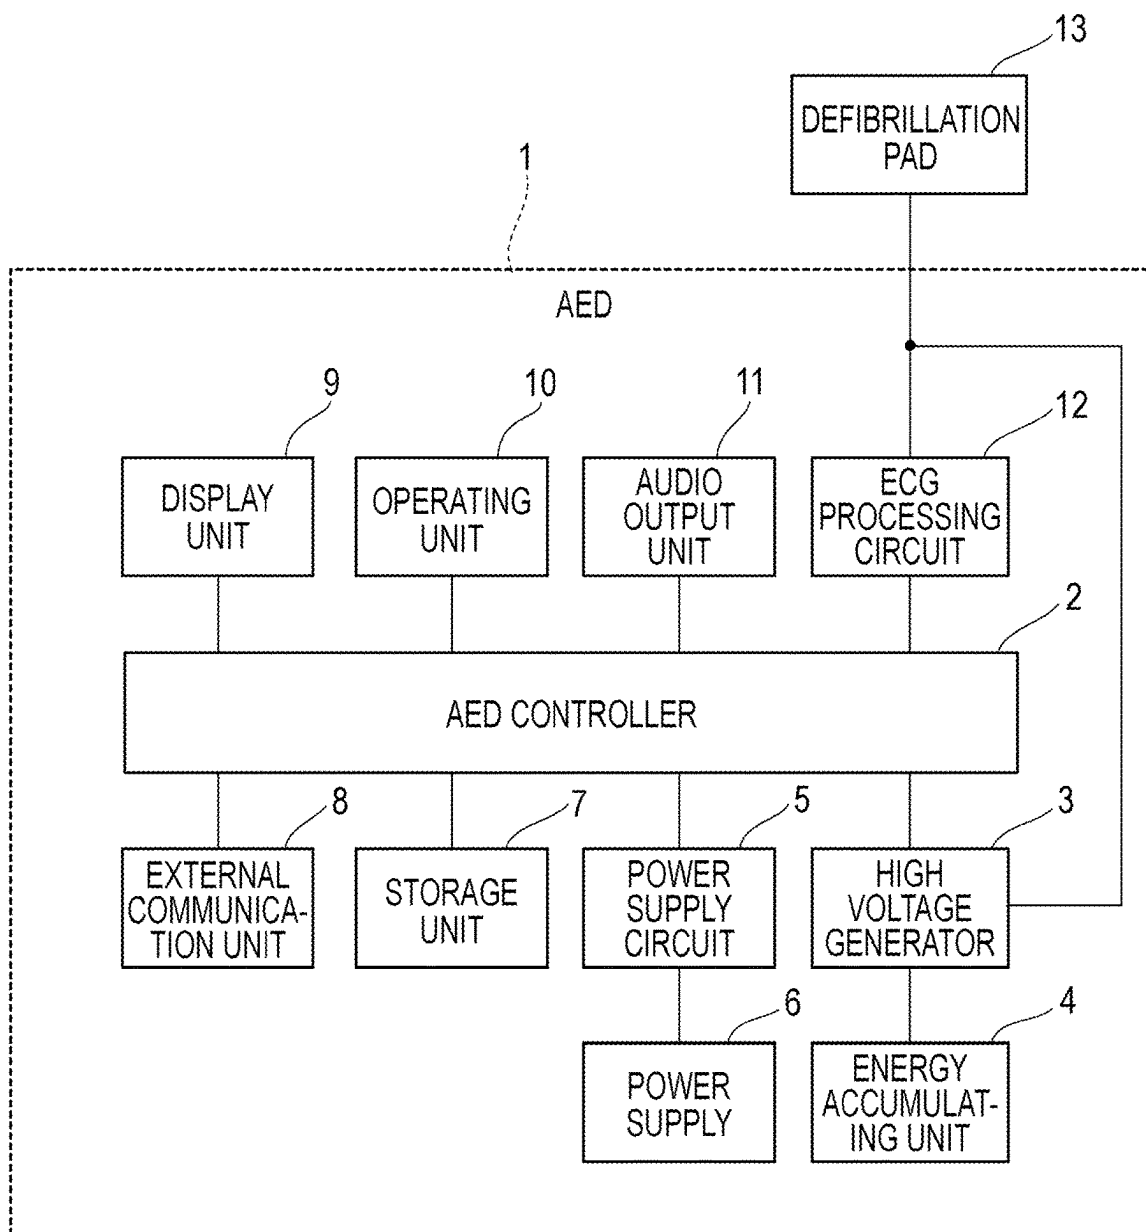 13
DEFIBRILLATION
PAD
1
AED
9
10
11
12
DISPLAY
UNIT
OPERATING
UNIT
AUDIO
OUTPUT
UNIT
ECG
PROCESSING
CIRCUIT
2
AED CONTROLLER
8
7
5
3
EXTERNAL
COMMUNICA-
TION UNIT
STORAGE
UNIT
POWER
SUPPLY
CIRCUIT
HIGH
VOLTAGE
GENERATOR
6
4
POWER
SUPPLY
ENERGY
ACCUMULAT-
ING UNIT